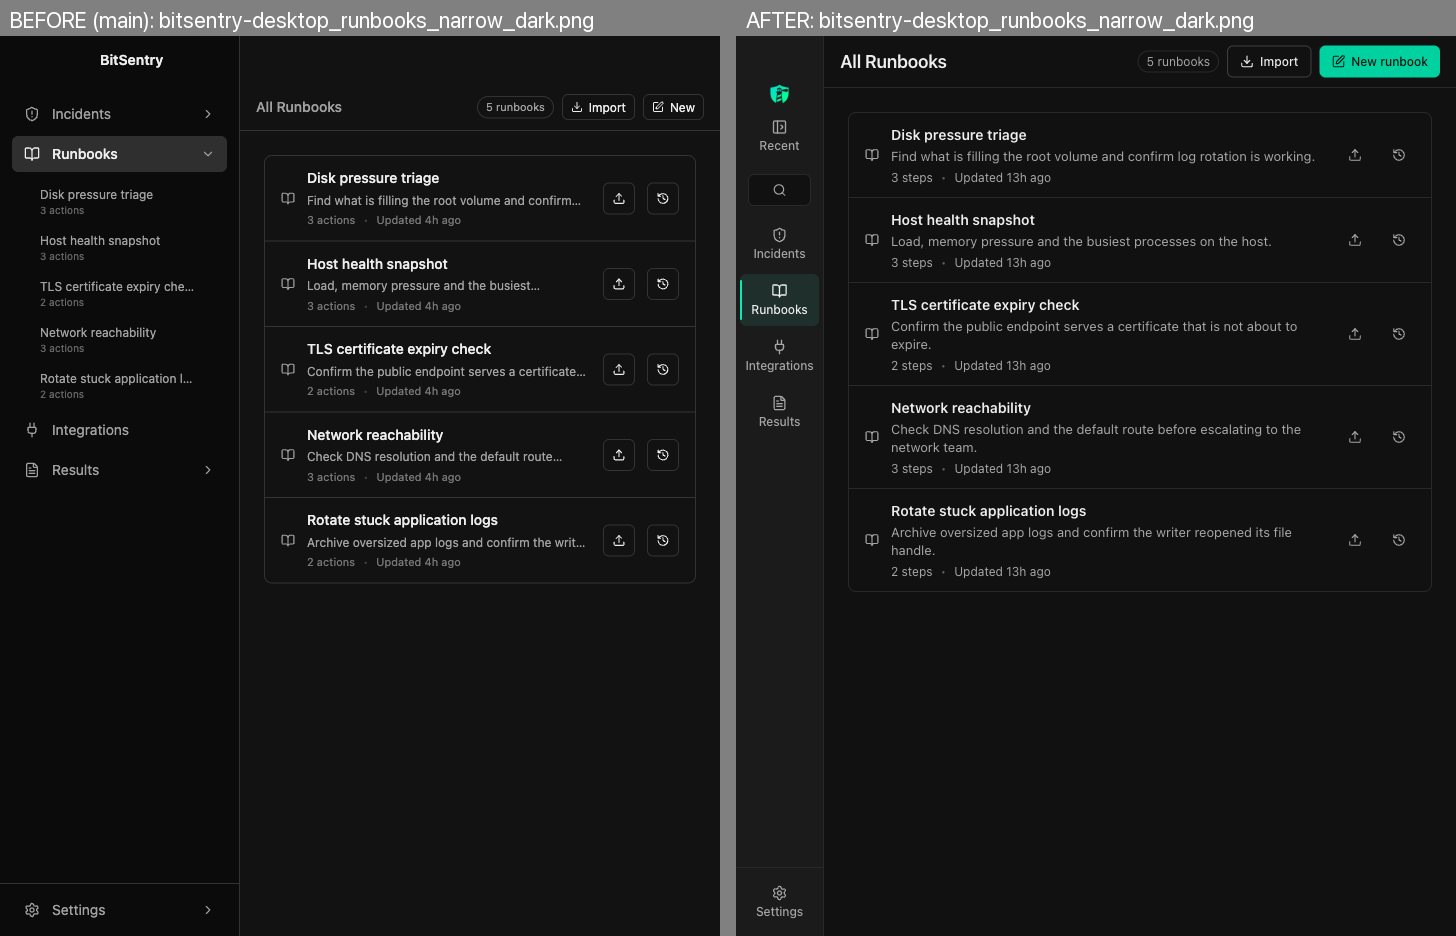 BEFORE (main): bitsentry-desktop_runbooks_narrow_dark.png
BitSentry
Incidents
Runbooks
Disk pressure triage
3 actions
Host health snapshot
3 actions
TLS certificate expiry che...
2 actions
Network reachability
3 actions
Rotate stuck application l...
2 actions
Integrations
Results
Settings
All Runbooks
5 runbooks
Import
New
Disk pressure triage
Find what is filling the root volume and confirm...
3 actions · Updated 4h ago
Host health snapshot
Load, memory pressure and the busiest...
3 actions · Updated 4h ago
TLS certificate expiry check
Confirm the public endpoint serves a certificate...
2 actions · Updated 4h ago
Network reachability
Check DNS resolution and the default route...
3 actions · Updated 4h ago
Rotate stuck application logs
Archive oversized app logs and confirm the writ...
2 actions · Updated 4h ago
AFTER: bitsentry-desktop_runbooks_narrow_dark.png
Recent
Incidents
Runbooks
Integrations
Results
Settings
All Runbooks
5 runbooks
Import
New runbook
Disk pressure triage
Find what is filling the root volume and confirm log rotation is working.
3 steps · Updated 13h ago
Host health snapshot
Load, memory pressure and the busiest processes on the host.
3 steps · Updated 13h ago
TLS certificate expiry check
Confirm the public endpoint serves a certificate that is not about to
expire.
2 steps · Updated 13h ago
Network reachability
Check DNS resolution and the default route before escalating to the
network team.
3 steps · Updated 13h ago
Rotate stuck application logs
Archive oversized app logs and confirm the writer reopened its file
handle.
2 steps · Updated 13h ago